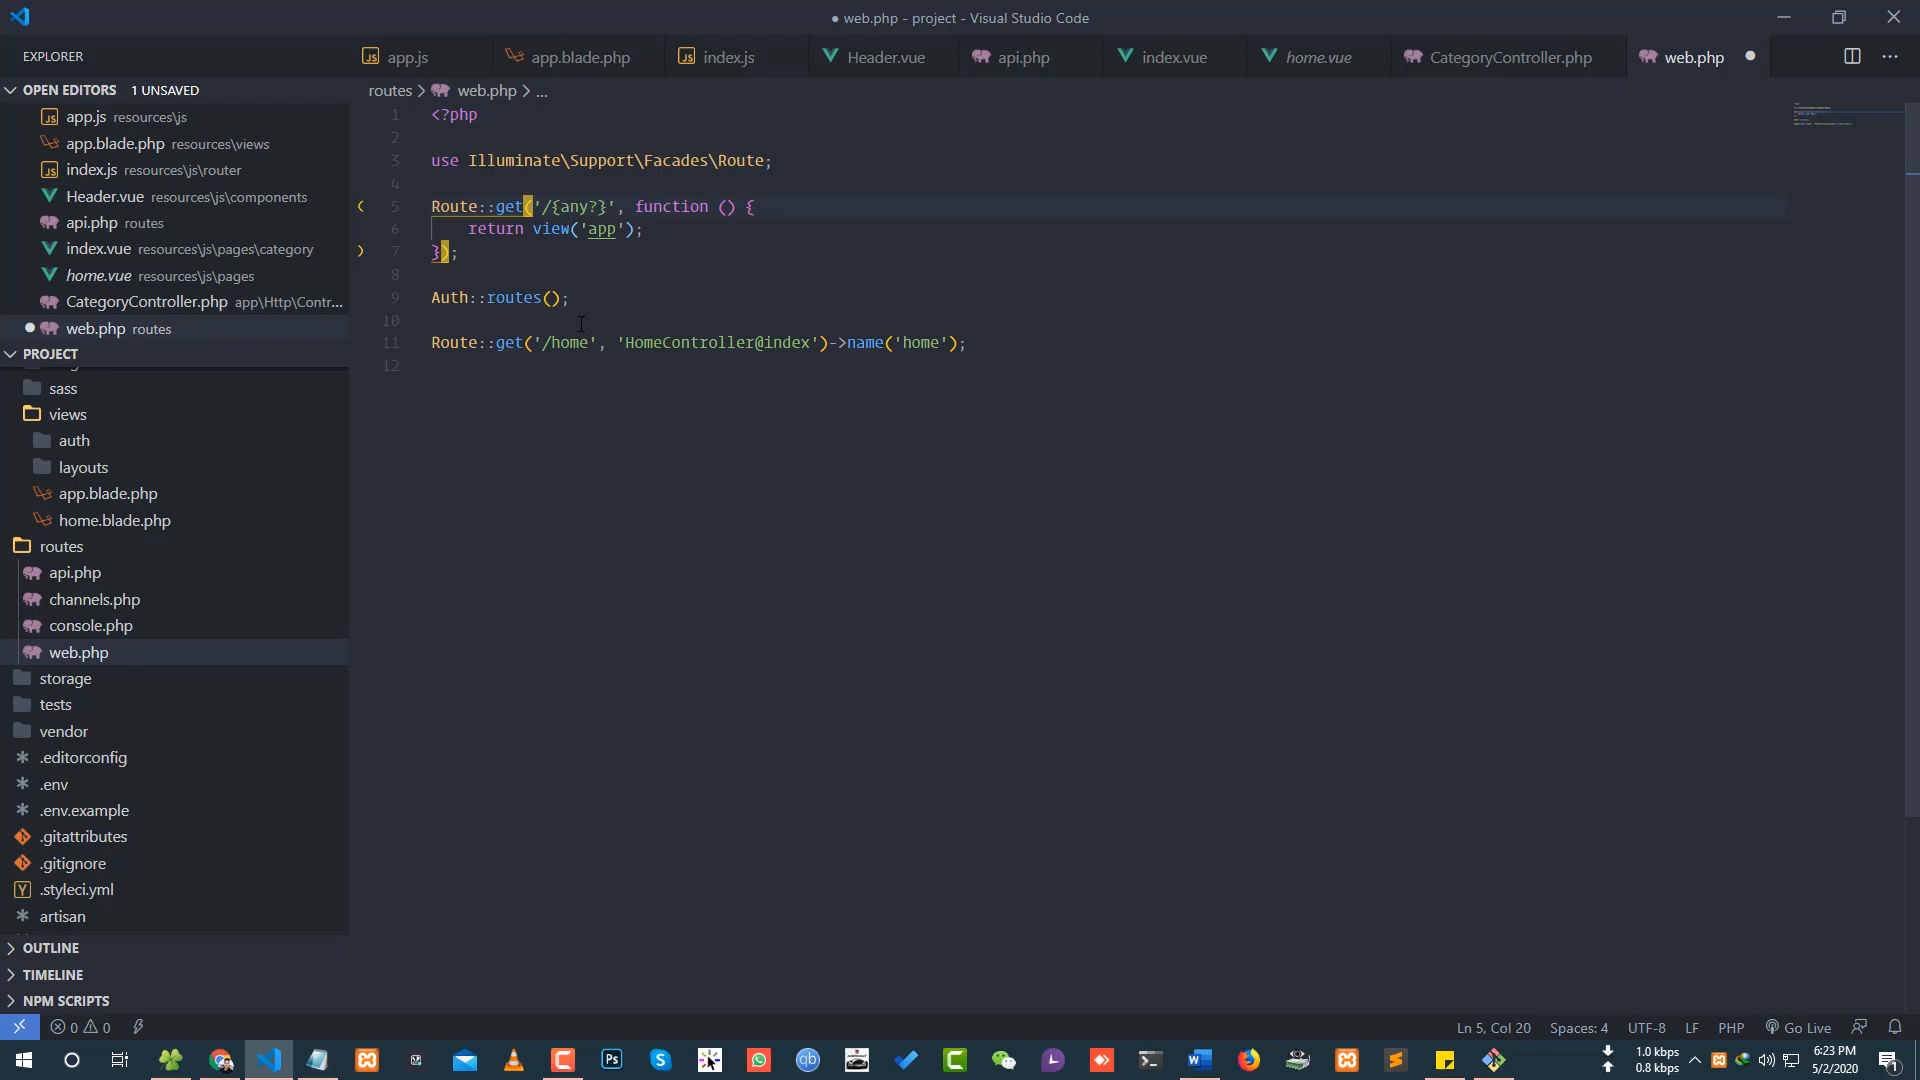 ● web.php - project - Visual Studio Code
EXPLORER
app.js
app.blade.php
index.js
Header.vue
api.php
index.vue
home.vue
CategoryController.php
web.php
OPEN EDITORS 1 UNSAVED
app.js resources\js
app.blade.php resources\views
index.js resources\js\router
Header.vue resources\js\components
api.php routes
index.vue resources\js\pages\category
home.vue resources\js\pages
CategoryController.php app\Http\Contr...
web.php routes
PROJECT
sass
views
auth
layouts
app.blade.php
home.blade.php
routes
api.php
channels.php
console.php
web.php
storage
tests
vendor
.editorconfig
.env
.env.example
.gitattributes
.gitignore
.styleci.yml
artisan
OUTLINE
TIMELINE
NPM SCRIPTS
routes > web.php > ...
1 <?php
2
3 use Illuminate\Support\Facades\Route;
4
5 Route::get('/{any?}', function () {
6 return view('app');
7 });
8
9 Auth::routes();
10
11 Route::get('/home', 'HomeController@index')->name('home');
12
0 0
Ln 5, Col 20
Spaces: 4
UTF-8
LF
PHP
Go Live
1.0 kbps
0.8 kbps
6:23 PM
5/2/2020